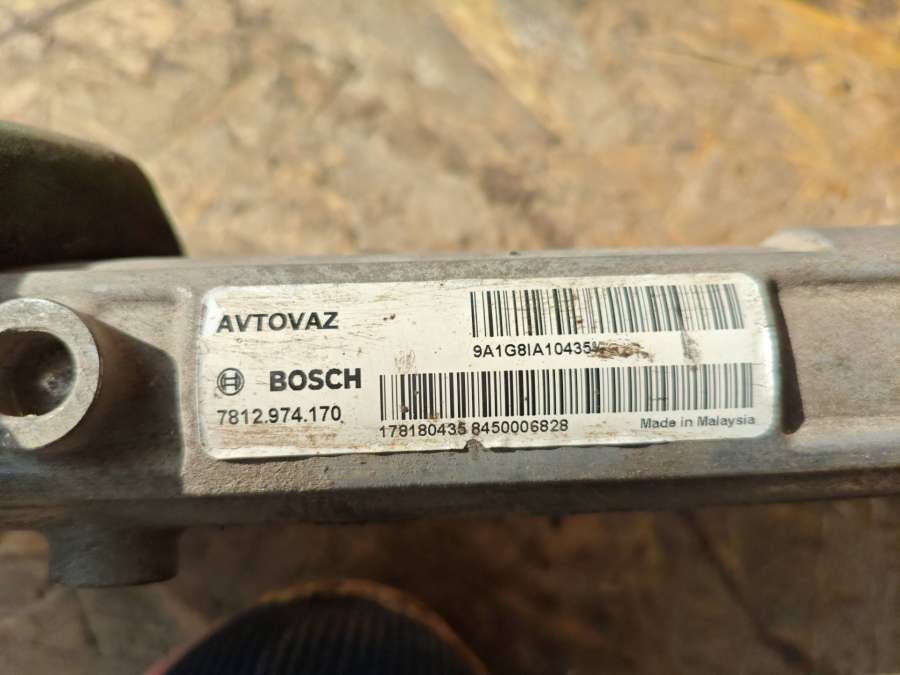 AVTOVAZ
9A1G8IA10435
BOSCH
7812.974.170
178180435 8450006828
Made in Malaysia